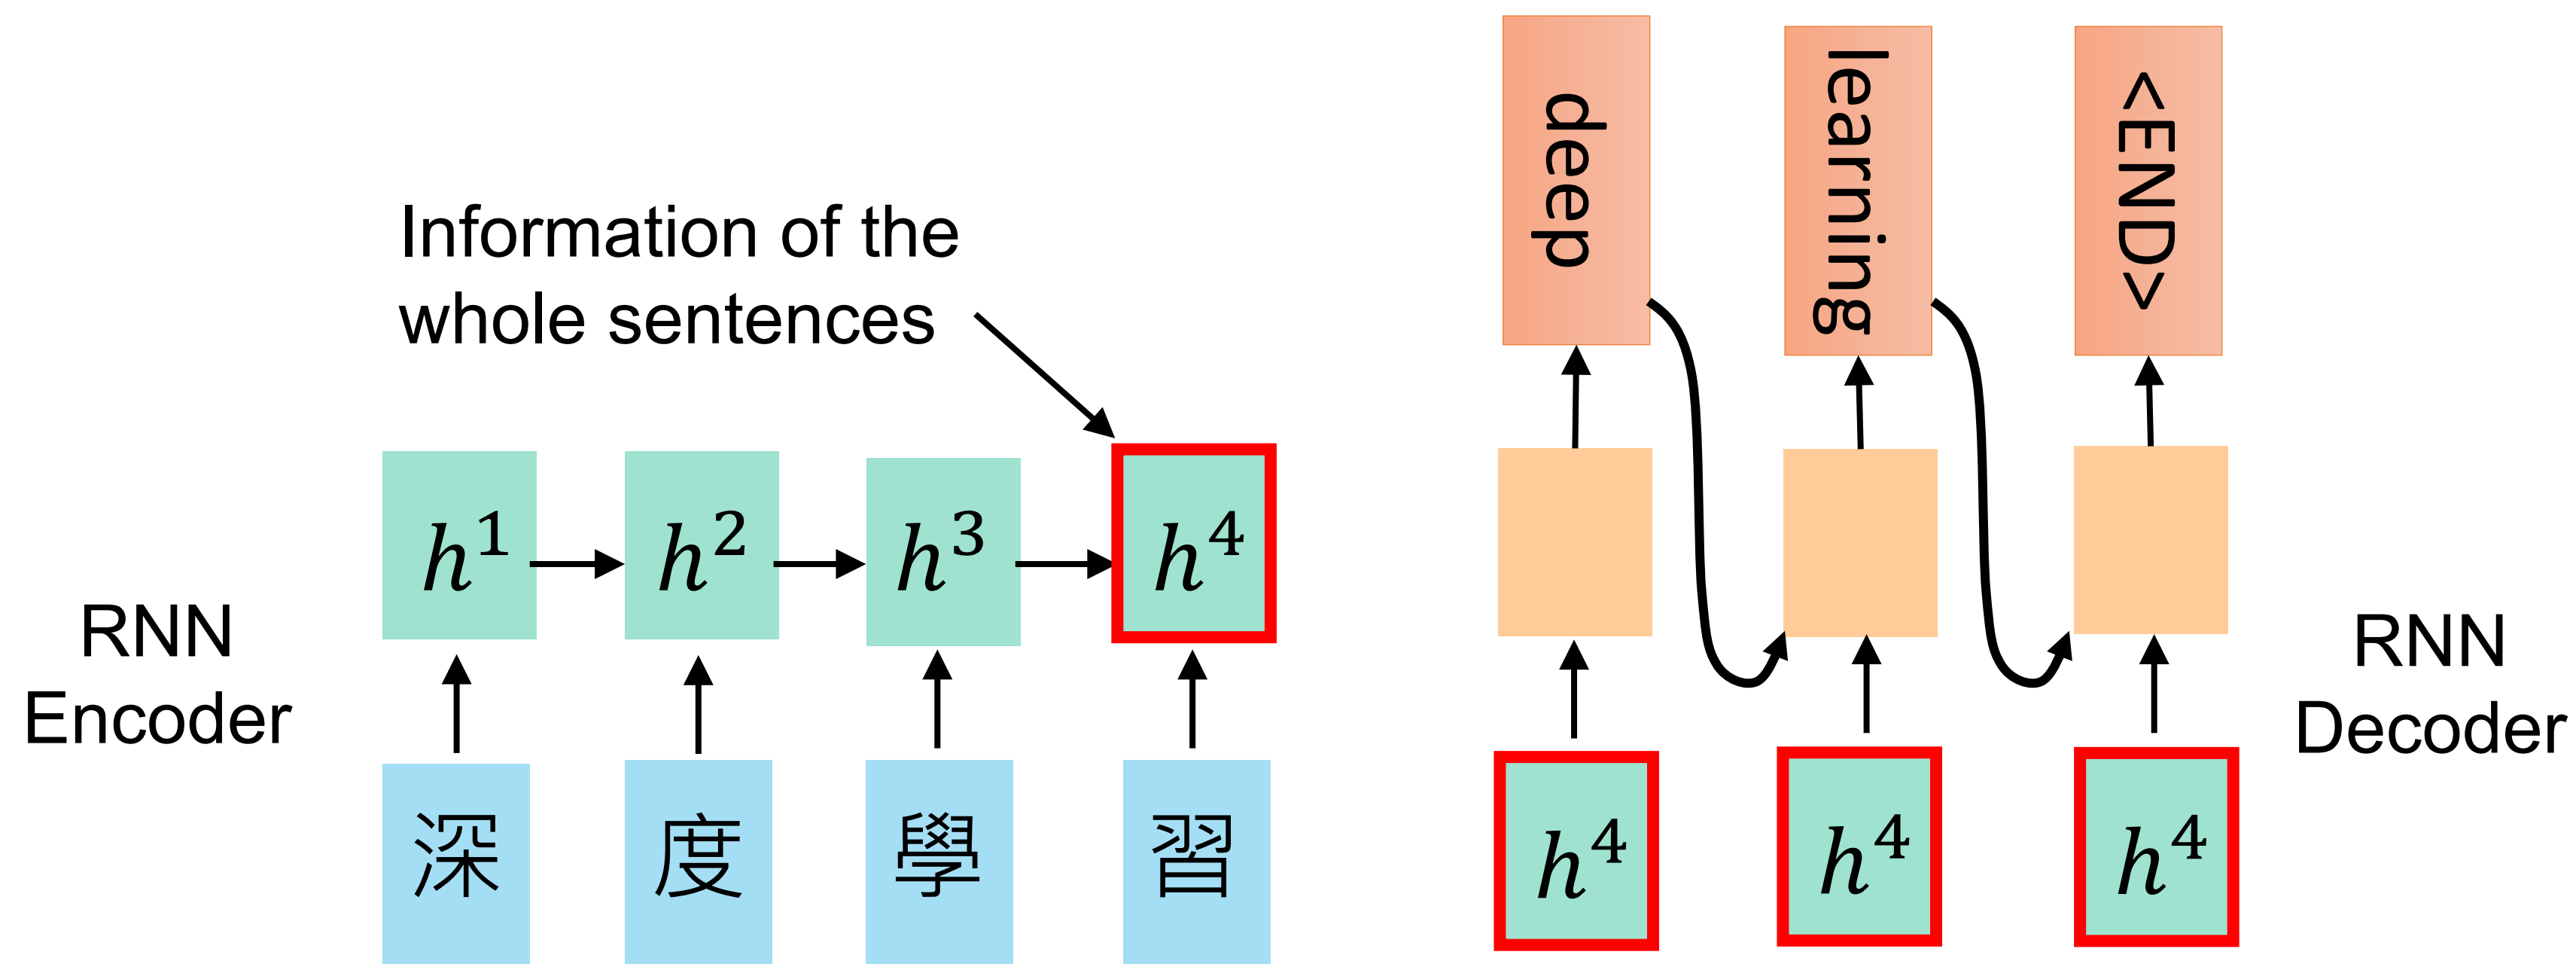 Information of the
whole sentences
RNN
Encoder
h¹
h²
h³
h⁴
深
度
學
習
deep
learning
<END>
h⁴
h⁴
h⁴
RNN
Decoder